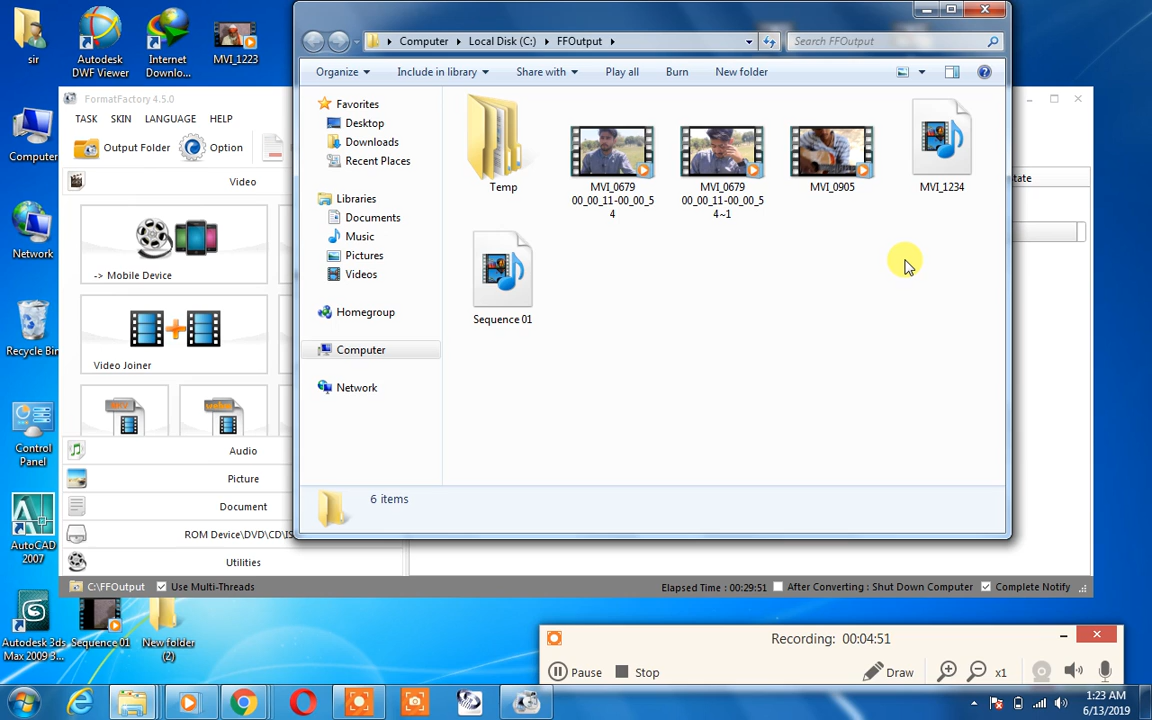 sir
Autodesk
DWF Viewer
Internet
Downlo...
MVI_1223
Computer
Network
Recycle Bin
Control
Panel
AutoCAD
2007
Autodesk 3ds
Max 2009 3...
Sequence 01
New folder
(2)
FormatFactory 4.5.0
TASK SKIN LANGUAGE HELP
Output Folder Option
Video
-> Mobile Device
Video Joiner
Audio
Picture
Document
ROM Device\DVD\CD\IS
Utilities
C:\FFOutput Use Multi-Threads
Elapsed Time : 00:29:51 After Converting : Shut Down Computer Complete Notify
Computer Local Disk (C:) FFOutput
Search FFOutput
Organize Include in library Share with Play all Burn New folder
Favorites
Desktop
Downloads
Recent Places
Libraries
Documents
Music
Pictures
Videos
Homegroup
Computer
Network
Temp
MVI_0679
00_00_11-00_00_5
4
MVI_0679
00_00_11-00_00_5
4~1
MVI_0905
MVI_1234
Sequence 01
6 items
Recording: 00:04:51
Pause Stop Draw x1
1:23 AM
6/13/2019